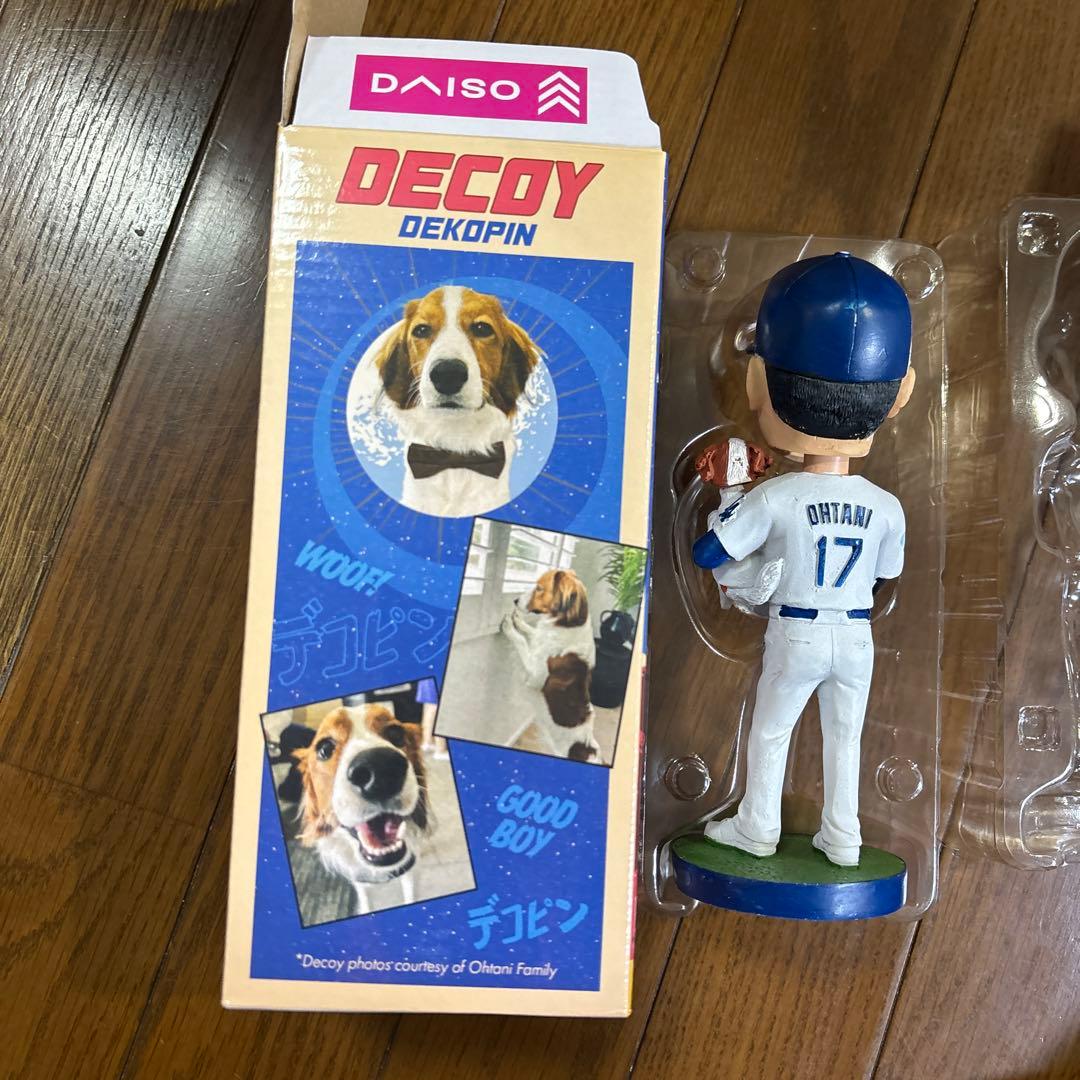 DAISO
DECOY
DEKOPIN
WOOF!
デコピン
GOOD
BOY
デコピン
*Decoy photos courtesy of Ohtani Family
OHTANI
17